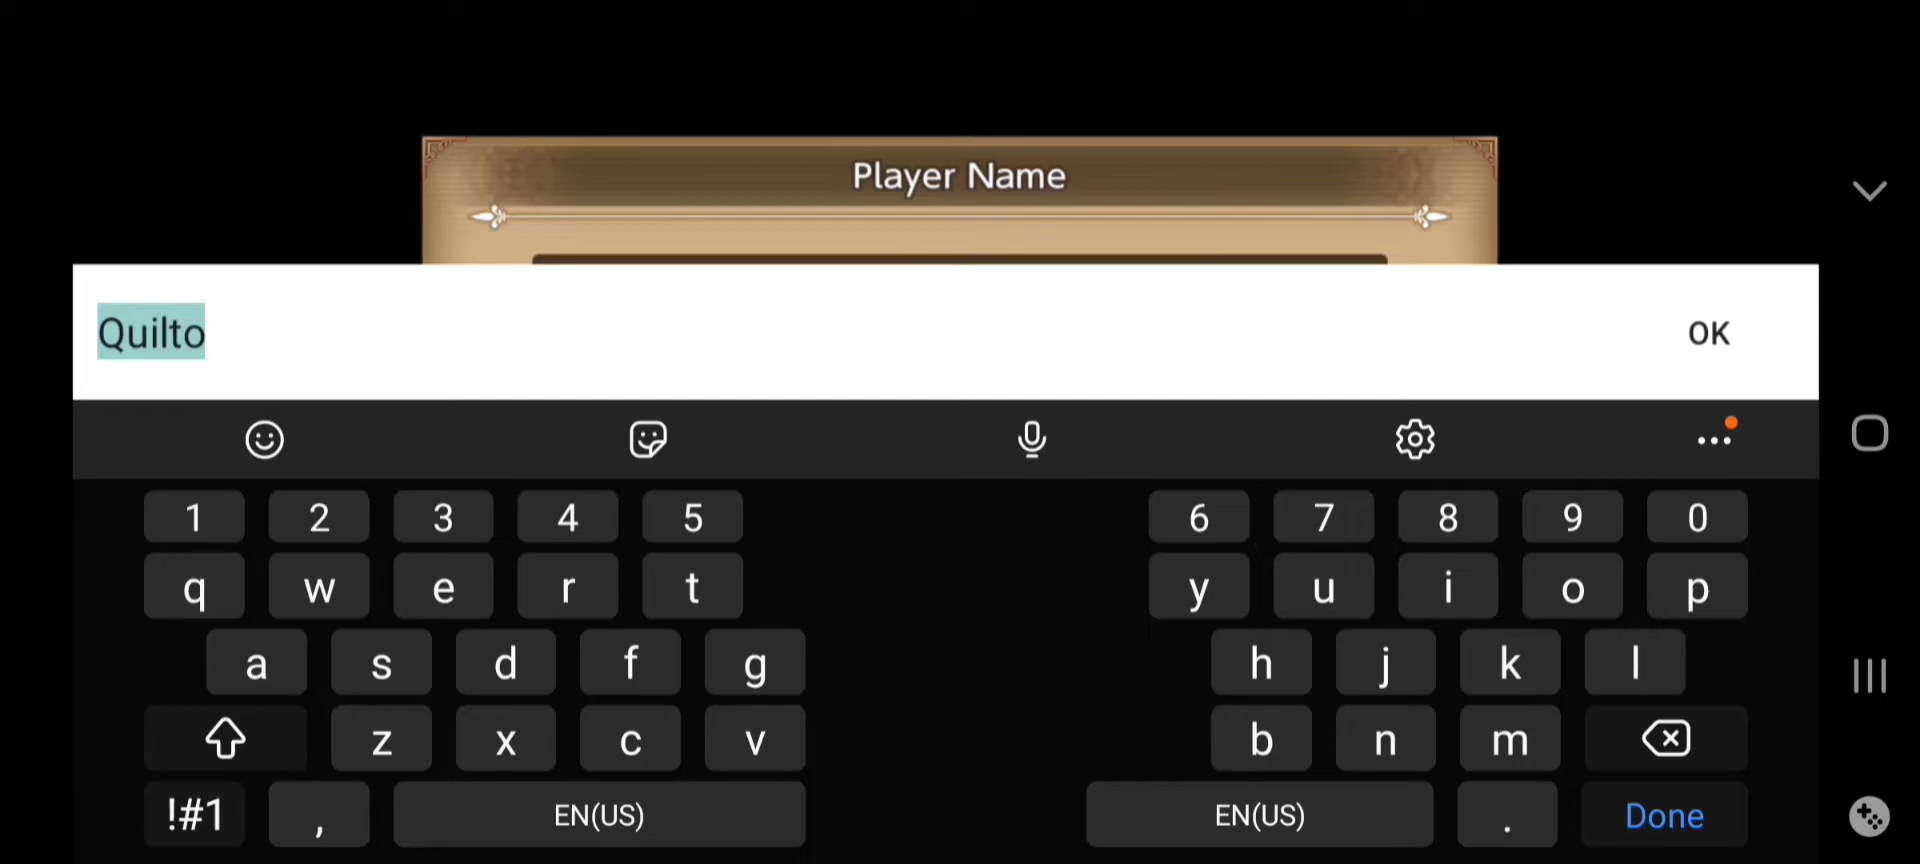 Player Name
Quilto
OK
1 2 3 4 5 6 7 8 9 0
q w e r t y u i o p
a s d f g h j k l
z x c v b n m
!#1 , EN(US) EN(US) . Done